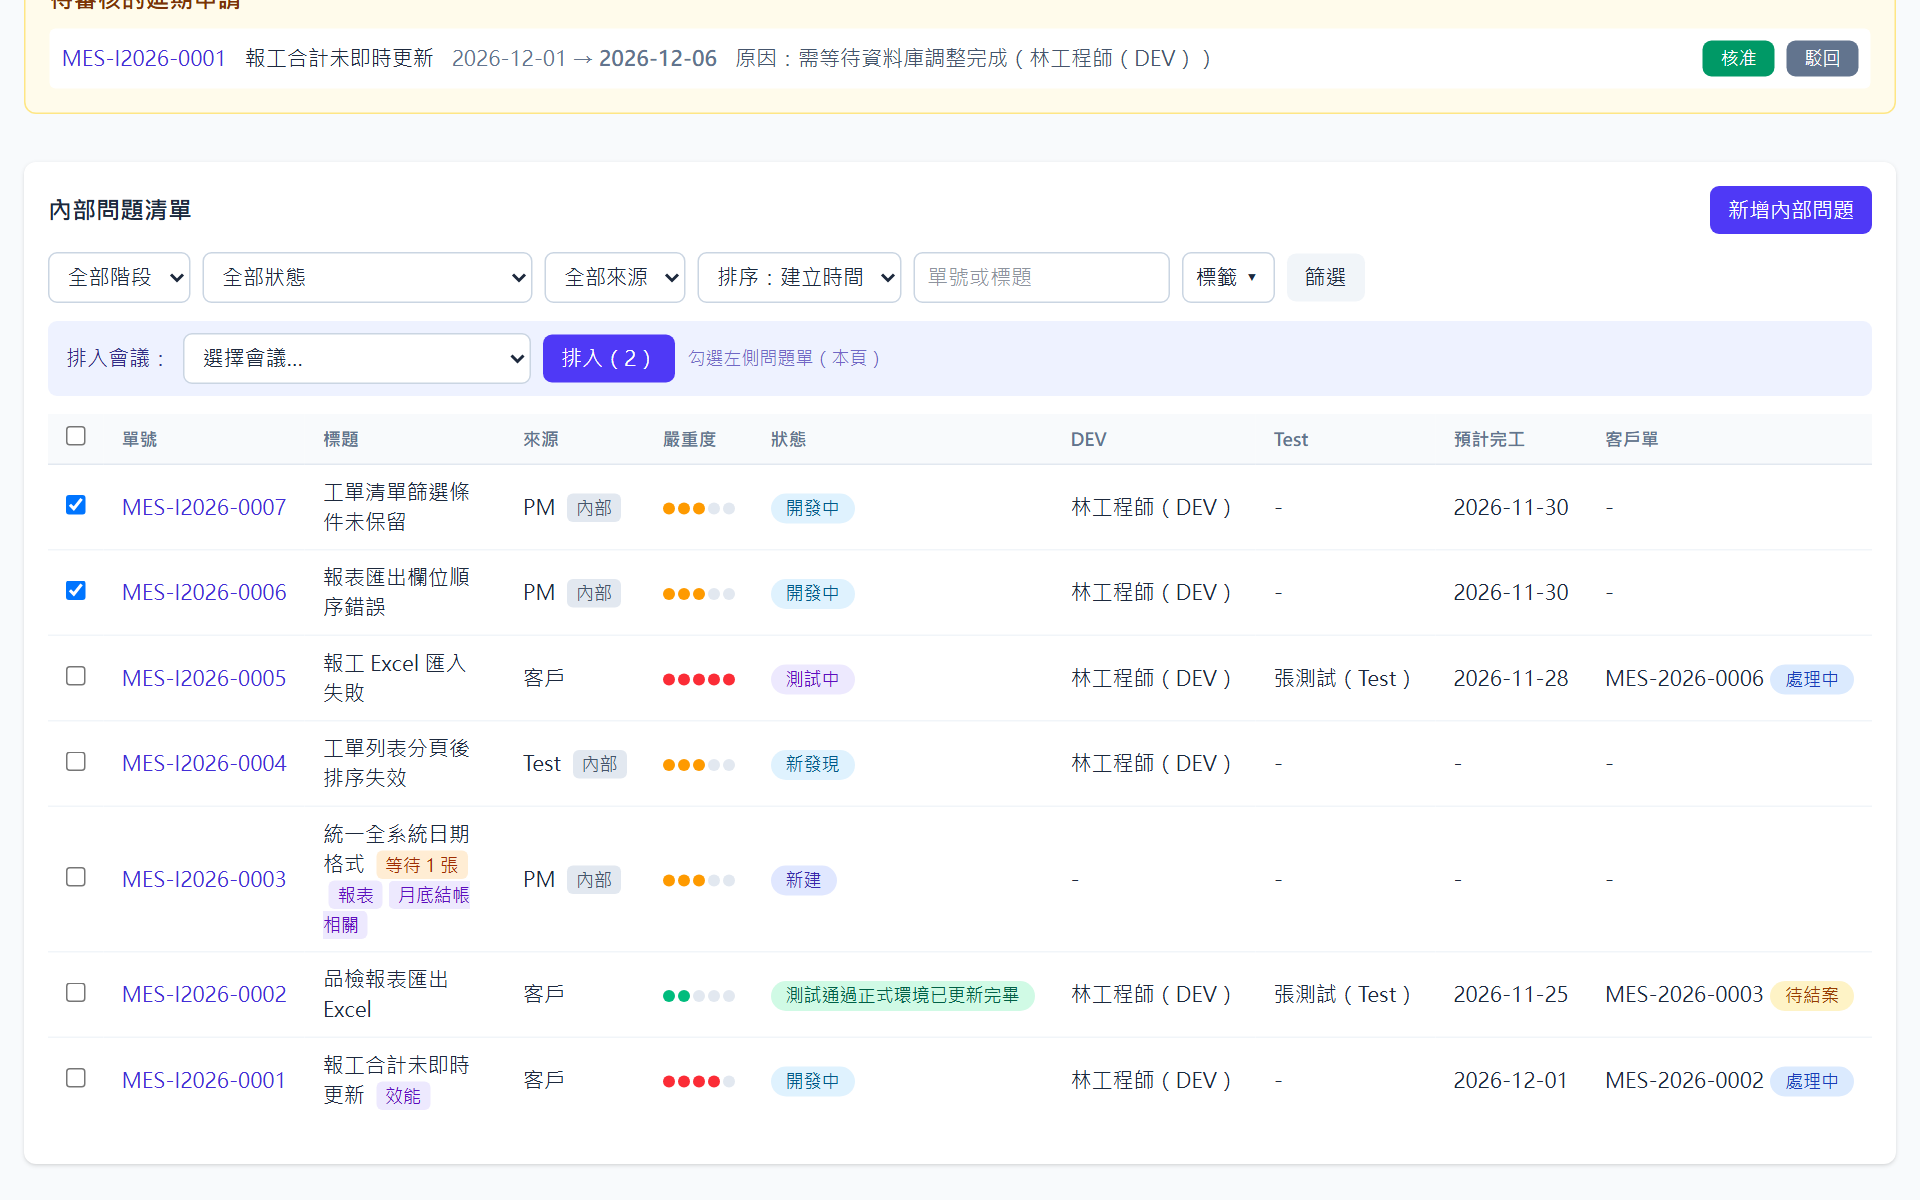 待審核的延期申請
MES-I2026-0001 報工合計未即時更新 2026-12-01 → 2026-12-06 原因：需等待資料庫調整完成（林工程師（DEV）） 核准 駁回
內部問題清單 新增內部問題
全部階段 全部狀態 全部來源 排序：建立時間 單號或標題 標籤 ▼ 篩選
排入會議： 選擇會議... 排入（2） 勾選左側問題單（本頁）
單號 標題 來源 嚴重度 狀態 DEV Test 預計完工 客戶單
工單清單篩選條
MES-I2026-0007 件未保留 PM 內部 開發中 林工程師（DEV） - 2026-11-30 -
報表匯出欄位順
MES-I2026-0006 序錯誤 PM 內部 開發中 林工程師（DEV） - 2026-11-30 -
報工 Excel 匯入
MES-I2026-0005 失敗 客戶 測試中 林工程師（DEV） 張測試（Test） 2026-11-28 MES-2026-0006 處理中
工單列表分頁後
MES-I2026-0004 排序失效 Test 內部 新發現 林工程師（DEV） - - -
統一全系統日期
格式 等待 1 張
MES-I2026-0003 報表 月底結帳 PM 內部 新建 - - - -
相關
品檢報表匯出
MES-I2026-0002 Excel 客戶 測試通過正式環境已更新完畢 林工程師（DEV） 張測試（Test） 2026-11-25 MES-2026-0003 待結案
報工合計未即時
MES-I2026-0001 更新 效能 客戶 開發中 林工程師（DEV） - 2026-12-01 MES-2026-0002 處理中